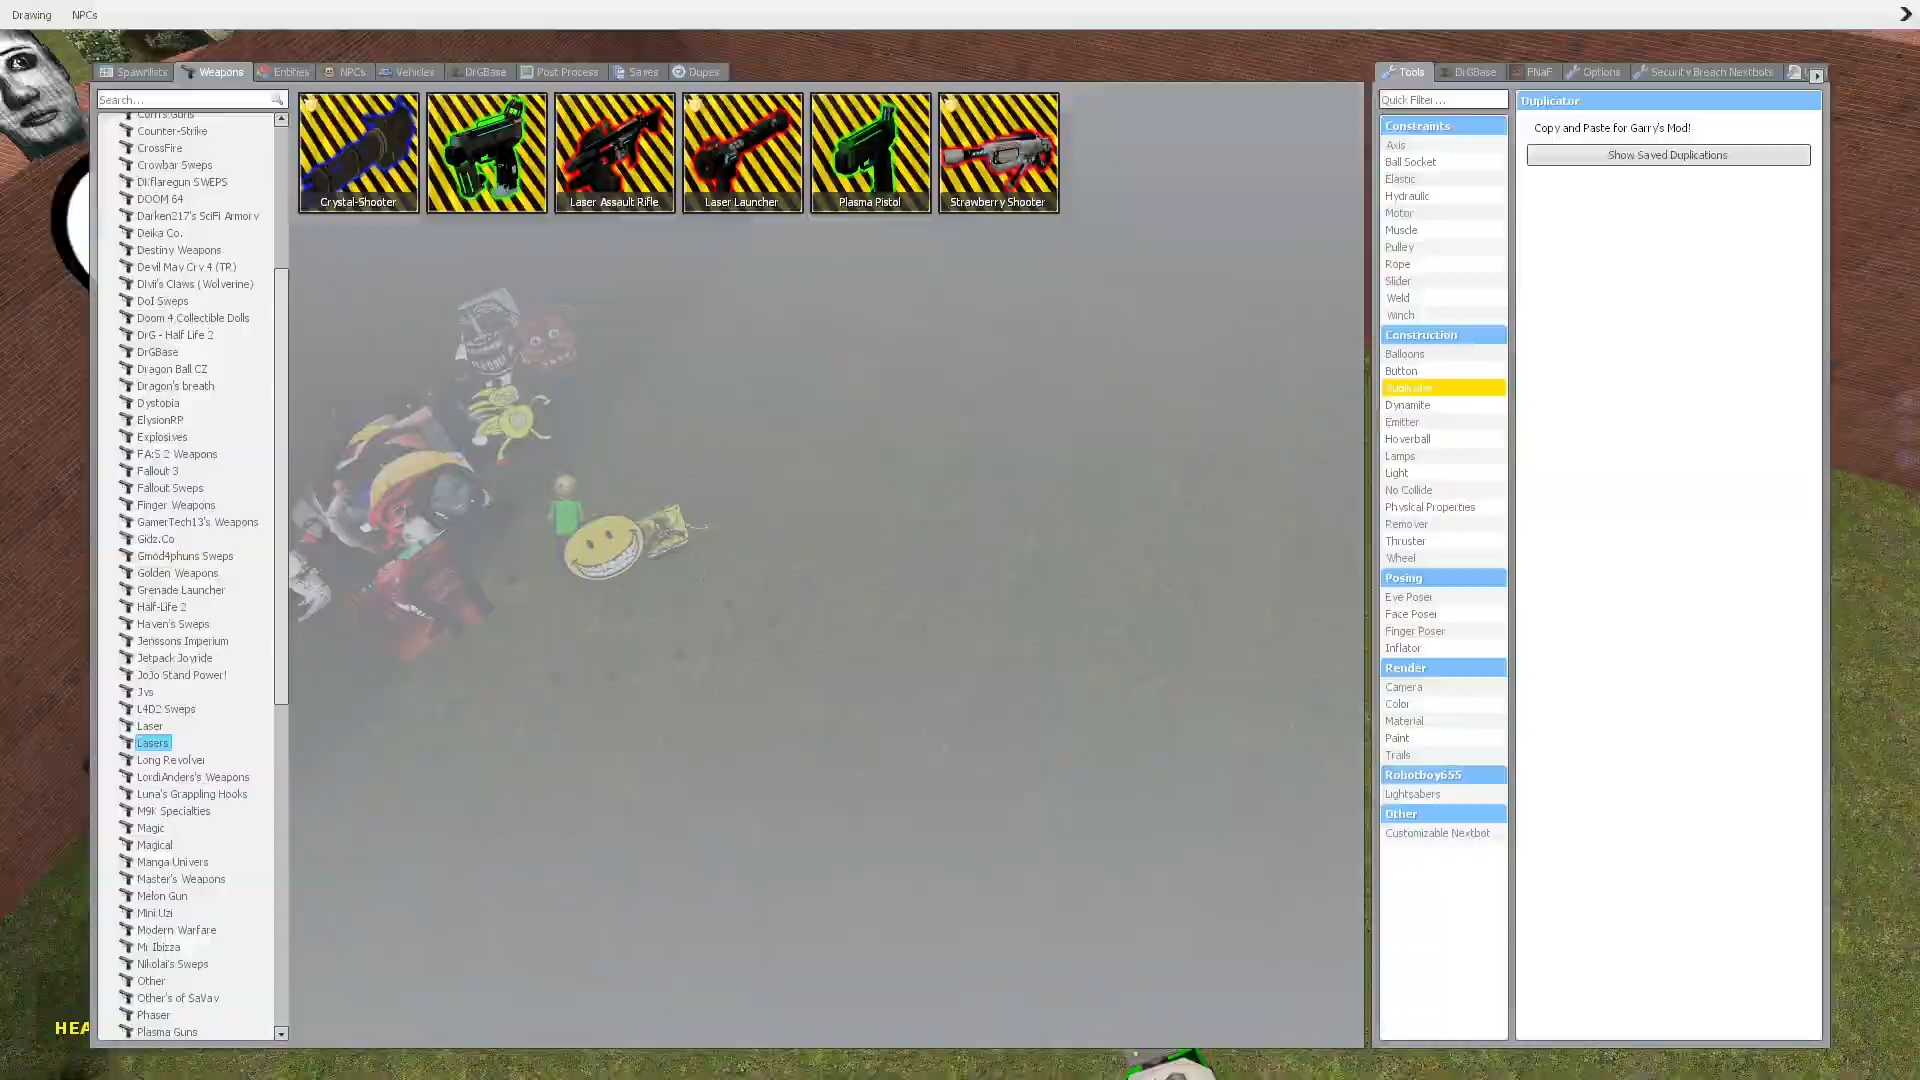 Drawing NPCs
Spawnlists Weapons Entities NPCs Vehicles DrGBase Post Process Saves Dupes
Search...
Counter-Strike
CrossFire
Crowbar Sweps
DOOM 64
Darken217's SciFi Armory
Deika Co.
Destiny Weapons
Devil May Cry 4 (TR)
Divir's Claws ( Wolverine)
DoI Sweps
Doom 4 Collectible Dolls
DrG - Half Life 2
DrGBase
Dragon Ball CZ
Dragon's breath
Dystopia
ElysionRP
Explosives
F.A.S 2 Weapons
Fallout 3
Fallout Sweps
Finger Weapons
GamerTech13's Weapons
Gidz.Co
Gmod4phuns Sweps
Golden Weapons
Grenade Launcher
Half-Life 2
Haven's Sweps
Jenssons Imperium
Jetpack Joyride
JoJo Stand Power!
Jvs
L4D2 Sweps
Laser
Lasers
Long Revolver
LordiAnders's Weapons
Luna's Grappling Hooks
M9K Specialties
Magic
Magical
Manga Univers
Master's Weapons
Melon Gun
Mini Uzi
Modern Warfare
Mr Ibizza
Nikolai's Sweps
Other
Other's of SaVav
Phaser
Plasma Guns
Crystal-Shooter
Laser Assault Rifle
Laser Launcher
Plasma Pistol
Strawberry Shooter
HEA
Tools DrGBase FNaF Options Security Breach Nextbots
Quick Filter ...
Constraints
Axis
Ball Socket
Elastic
Hydraulic
Motor
Muscle
Pulley
Rope
Slider
Weld
Winch
Construction
Balloons
Button
Duplicator
Dynamite
Emitter
Hoverball
Lamps
Light
No Collide
Physical Properties
Remover
Thruster
Wheel
Posing
Eye Poser
Face Poser
Finger Poser
Inflator
Render
Camera
Color
Material
Paint
Trails
Robotboy655
Lightsabers
Other
Customizable Nextbot
Duplicator
Copy and Paste for Garry's Mod!
Show Saved Duplications